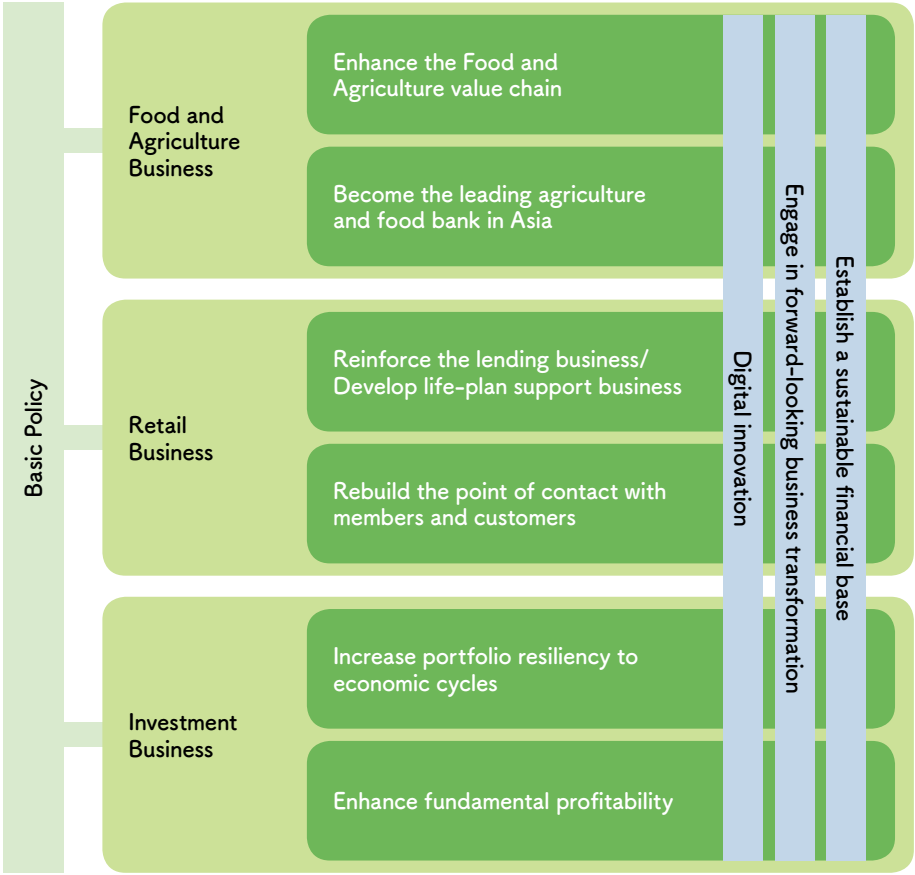 Basic Policy
Food and
Agriculture
Business
Enhance the Food and
Agriculture value chain
Become the leading agriculture
and food bank in Asia
Retail
Business
Reinforce the lending business/
Develop life-plan support business
Rebuild the point of contact with
members and customers
Investment
Business
Increase portfolio resiliency to
economic cycles
Enhance fundamental profitability
Digital innovation
Engage in forward-looking business transformation
Establish a sustainable financial base